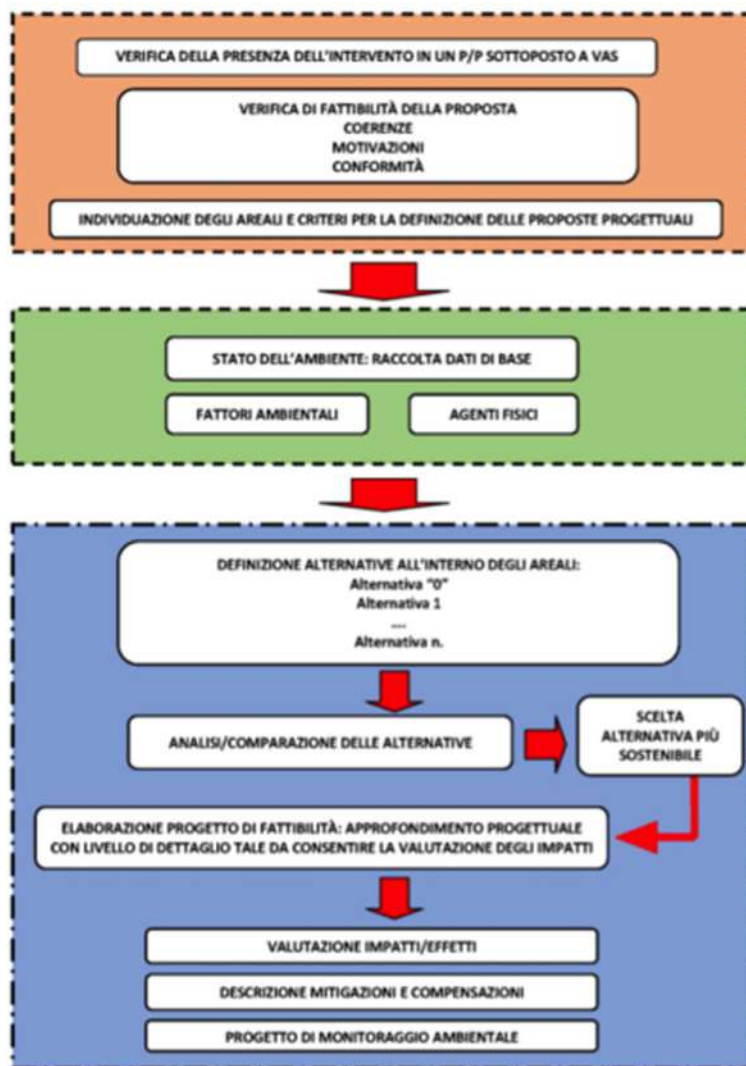 VERIFICA DELLA PRESENZA DELL'INTERVENTO IN UN P/P SOTTOPOSTO A VAS
VERIFICA DI FATTIBILITÀ DELLA PROPOSTA
COERENZE
MOTIVAZIONI
CONFORMITÀ
INDIVIDUAZIONE DEGLI AREALI E CRITERI PER LA DEFINIZIONE DELLE PROPOSTE PROGETTUALI
STATO DELL'AMBIENTE: RACCOLTA DATI DI BASE
FATTORI AMBIENTALI
AGENTI FISICI
DEFINIZIONE ALTERNATIVE ALL'INTERNO DEGLI AREALI:
Alternativa "0"
Alternativa 1
....
Alternativa n.
ANALISI/COMPARAZIONE DELLE ALTERNATIVE
SCELTA
ALTERNATIVA PIÙ
SOSTENIBILE
ELABORAZIONE PROGETTO DI FATTIBILITÀ: APPROFONDIMENTO PROGETTUALE
CON LIVELLO DI DETTAGLIO TALE DA CONSENTIRE LA VALUTAZIONE DEGLI IMPATTI
VALUTAZIONE IMPATTI/EFFETTI
DESCRIZIONE MITIGAZIONI E COMPENSAZIONI
PROGETTO DI MONITORAGGIO AMBIENTALE